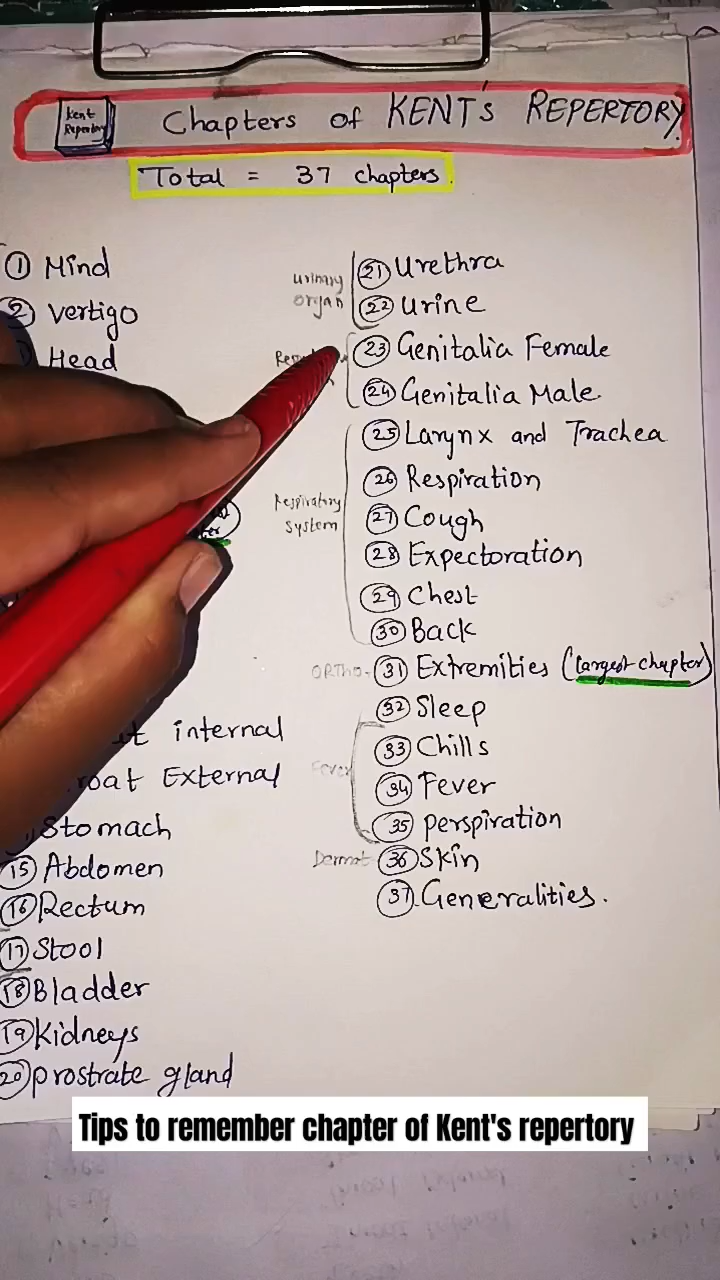 Kent
Repertory
Chapters of KENT's REPERTORY
Total = 37 chapters.
① Mind
② Vertigo
Head
internal
External
Stomach
⑮ Abdomen
⑯ Rectum
⑰ Stool
⑱ Bladder
⑲ Kidneys
⑳ prostrate gland
urinary
organ
㉑ Urethra
㉒ Urine
㉓ Genitalia Female
㉔ Genitalia Male
Respiratory
System
㉕ Larynx and Trachea
㉖ Respiration
㉗ Cough
㉘ Expectoration
㉙ Chest
㉚ Back
ORTHO.
㉛ Extremities (largest chapter)
㉜ Sleep
Fever
㉝ Chills
㉞ Fever
㉟ perspiration
Dermat
㊱ Skin
㊲ Generalities.
Tips to remember chapter of Kent's repertory